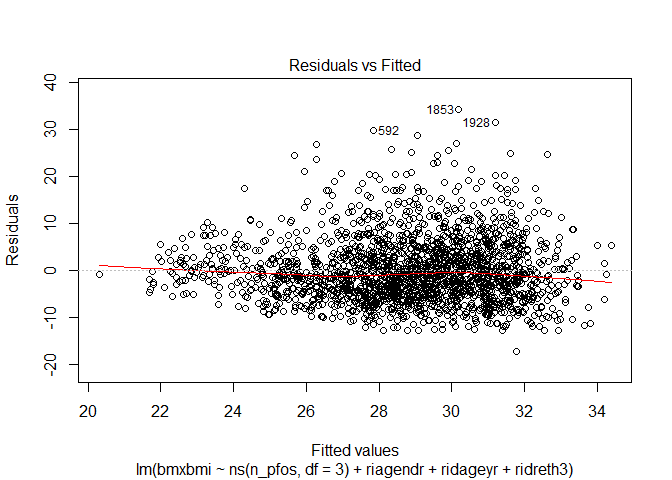 Residuals vs Fitted
40
30
20
10
0
-10
-20
Residuals
1853
1928
592
20 22 24 26 28 30 32 34
Fitted values
lm(bmxbmi ~ ns(n_pfos, df = 3) + riagendr + ridageyr + ridreth3)